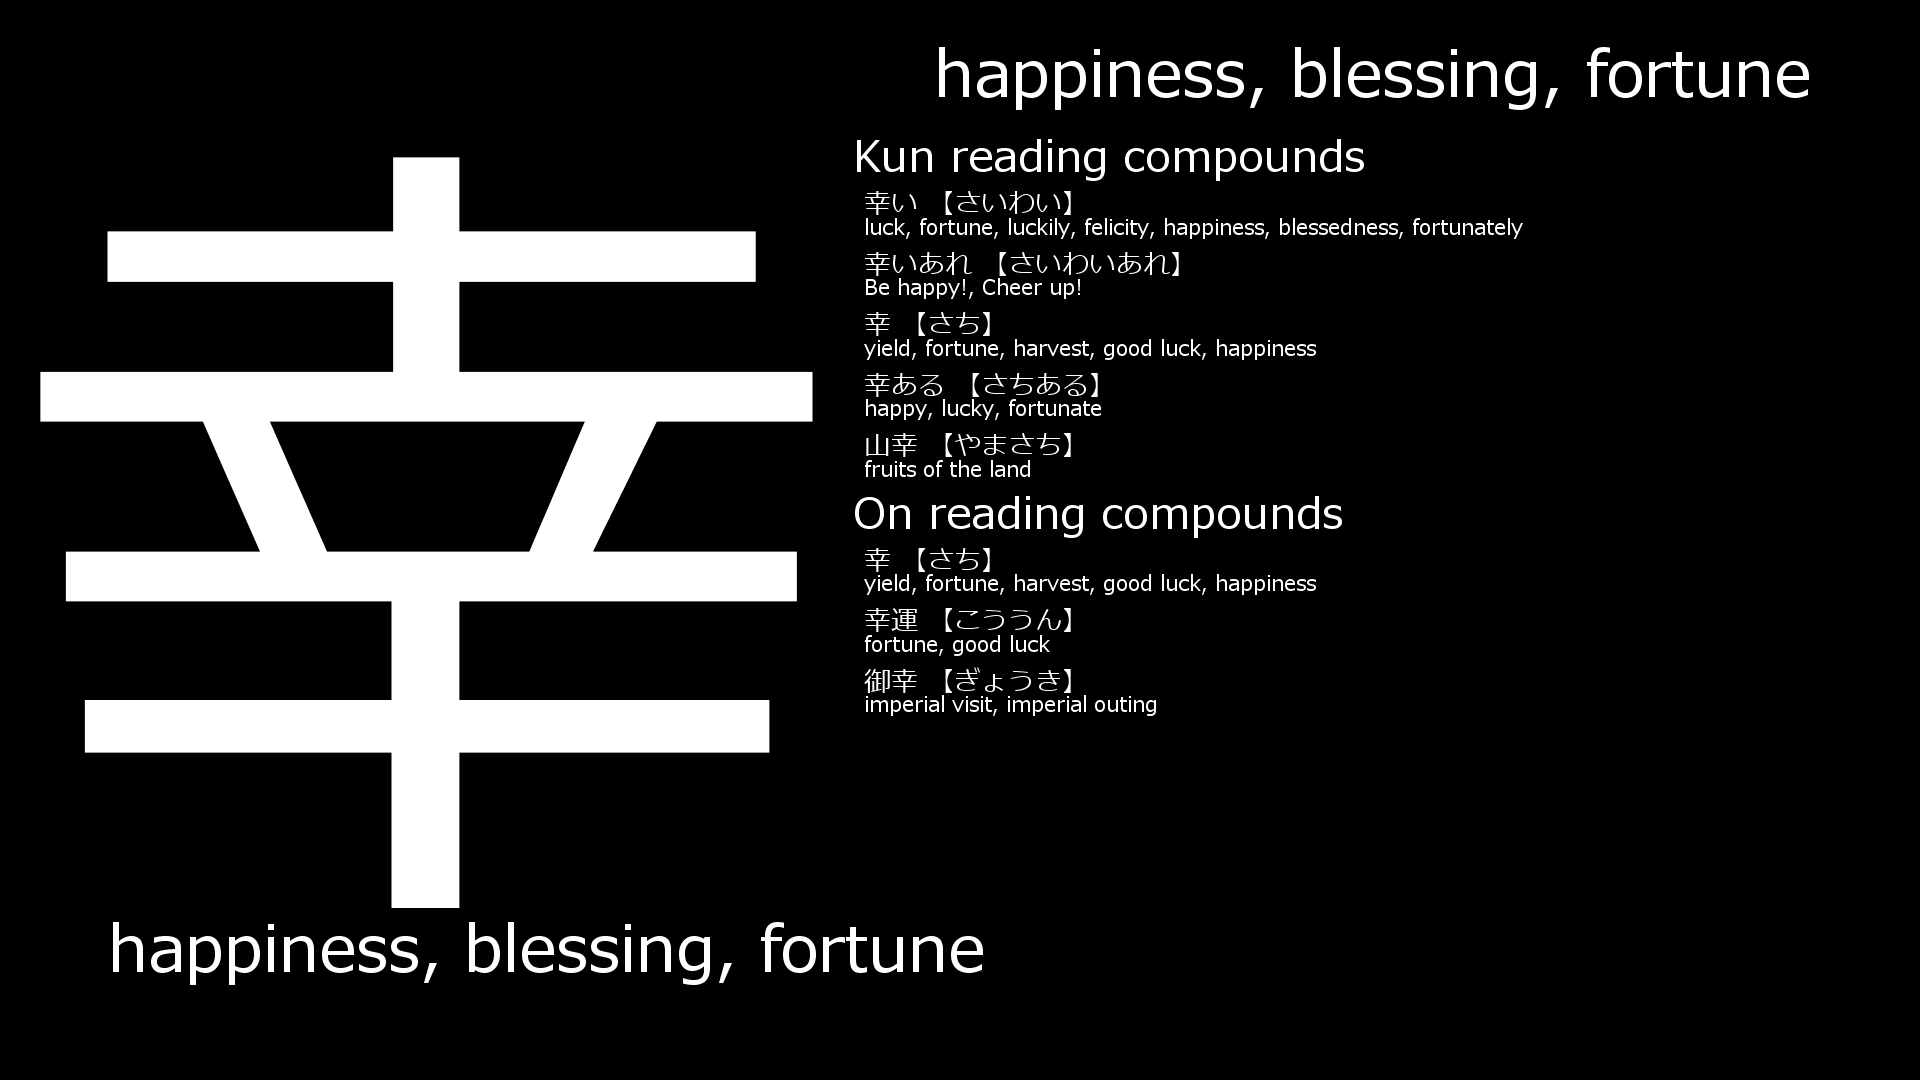 幸
happiness, blessing, fortune
happiness, blessing, fortune
Kun reading compounds
幸い 【さいわい】
luck, fortune, luckily, felicity, happiness, blessedness, fortunately
幸いあれ 【さいわいあれ】
Be happy!, Cheer up!
幸 【さち】
yield, fortune, harvest, good luck, happiness
幸ある 【さちある】
happy, lucky, fortunate
山幸 【やまさち】
fruits of the land
On reading compounds
幸 【さち】
yield, fortune, harvest, good luck, happiness
幸運 【こううん】
fortune, good luck
御幸 【ぎょうき】
imperial visit, imperial outing